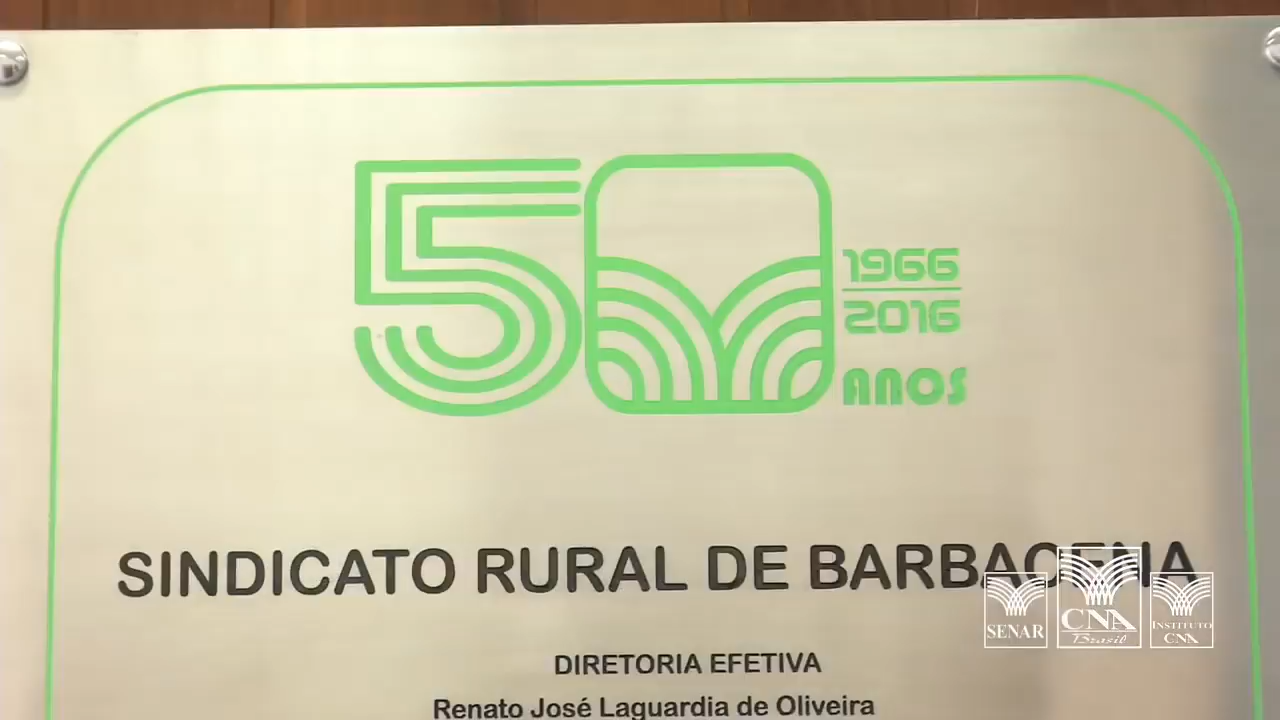 50
1966
2016
ANOS
SINDICATO RURAL DE BARBACENA
SENAR
CNA
Brasil
INSTITUTO
CNA
DIRETORIA EFETIVA
Renato José Laguardia de Oliveira